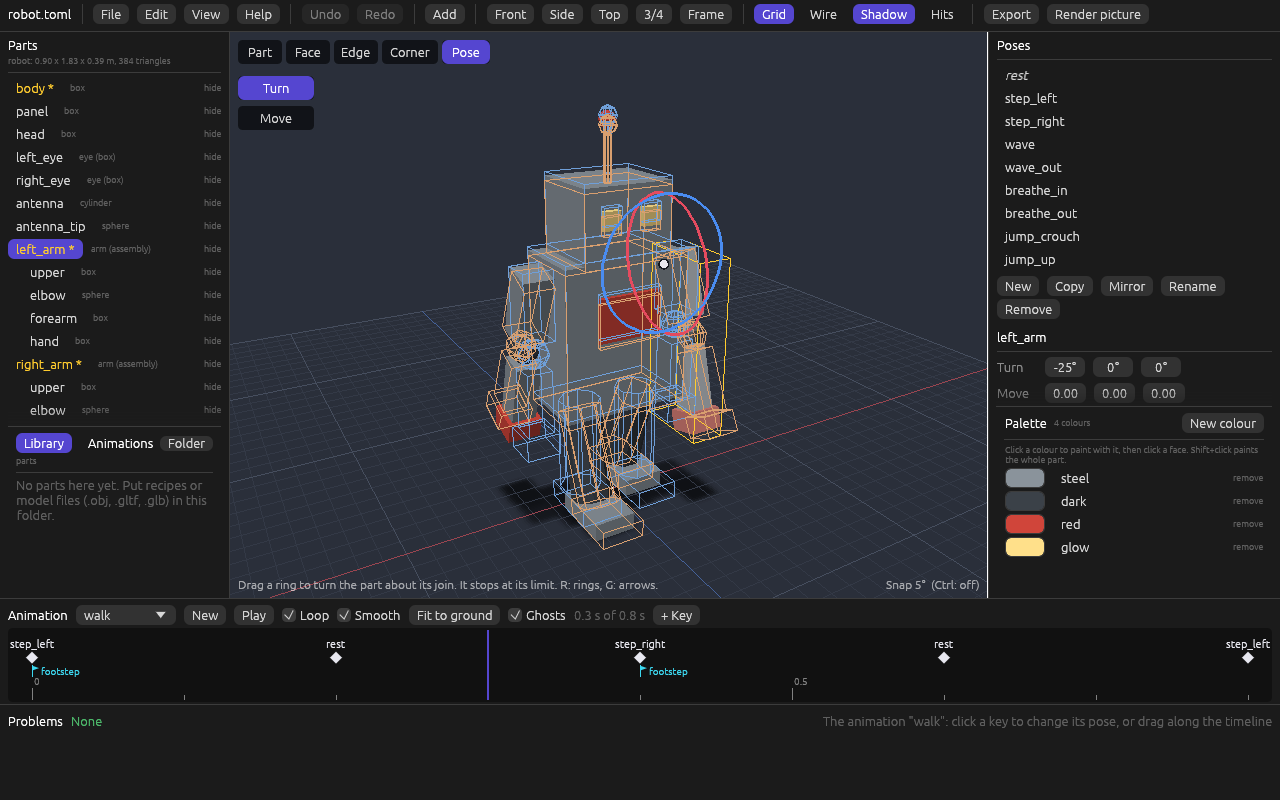 robot.toml File Edit View Help Undo Redo Add Front Side Top 3/4 Frame Grid Wire Shadow Hits Export Render picture
Parts
robot: 0.90 x 1.83 x 0.39 m, 384 triangles
body * box hide
panel box hide
head box hide
left_eye eye (box) hide
right_eye eye (box) hide
antenna cylinder hide
antenna_tip sphere hide
left_arm * arm (assembly) hide
upper box hide
elbow sphere hide
forearm box hide
hand box hide
right_arm * arm (assembly) hide
upper box hide
elbow sphere hide
Library Animations Folder
parts
No parts here yet. Put recipes or
model files (.obj, .gltf, .glb) in this
folder.
Part Face Edge Corner Pose
Turn
Move
Drag a ring to turn the part about its join. It stops at its limit. R: rings, G: arrows.
Snap 5° (Ctrl: off)
Poses
rest
step_left
step_right
wave
wave_out
breathe_in
breathe_out
jump_crouch
jump_up
New Copy Mirror Rename
Remove
left_arm
Turn -25° 0° 0°
Move 0.00 0.00 0.00
Palette 4 colours New colour
Click a colour to paint with it, then click a face. Shift+click paints
the whole part.
steel remove
dark remove
red remove
glow remove
Animation walk New Play Loop Smooth Fit to ground Ghosts 0.3 s of 0.8 s + Key
step_left rest step_right rest step_left
footstep footstep
0 0.5
Problems None
The animation "walk": click a key to change its pose, or drag along the timeline